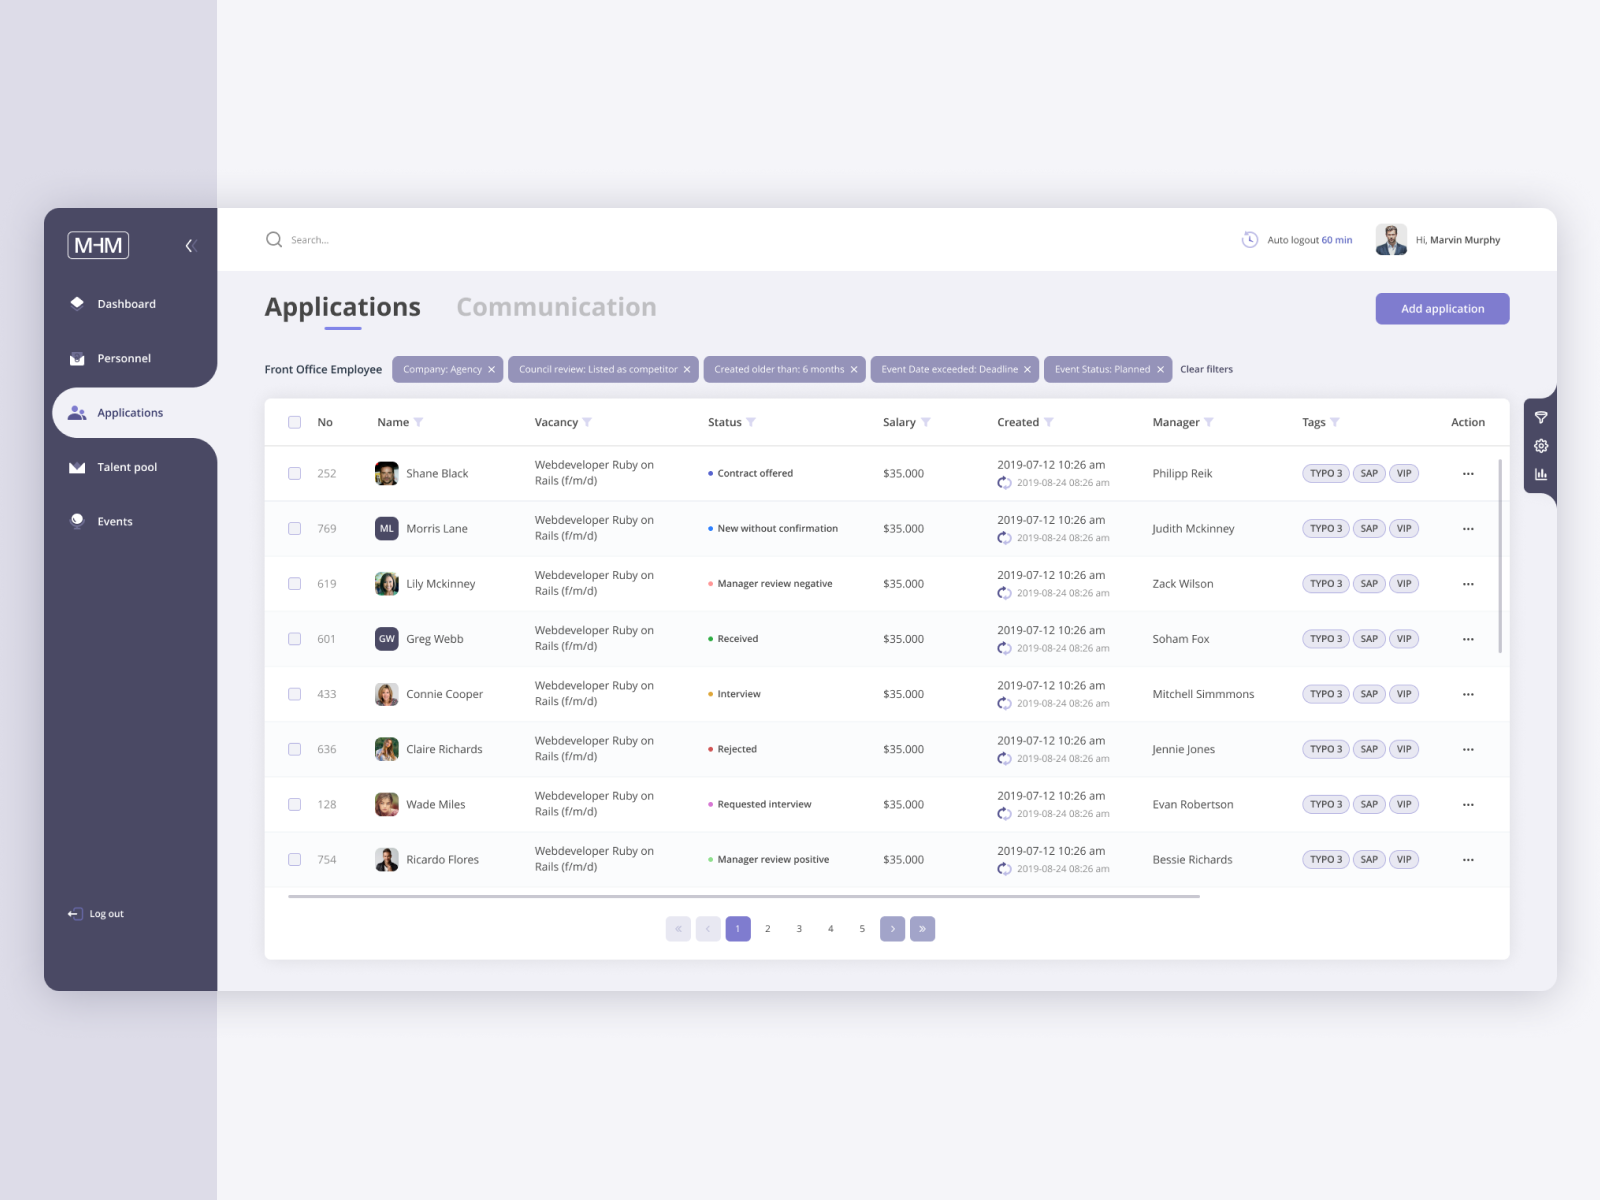 MHM
Search...
Auto logout 60 min
Hi, Marvin Murphy
Dashboard
Personnel
Applications
Talent pool
Events
Log out
Applications Communication
Add application
Front Office Employee Company: Agency × Council review: Listed as competitor × Created older than: 6 months × Event Date exceeded: Deadline × Event Status: Planned × Clear filters
No Name Vacancy Status Salary Created Manager Tags Action
252 Shane Black Webdeveloper Ruby on Rails (f/m/d) Contract offered $35.000 2019-07-12 10:26 am 2019-08-24 08:26 am Philipp Reik TYPO 3 SAP VIP ...
769 ML Morris Lane Webdeveloper Ruby on Rails (f/m/d) New without confirmation $35.000 2019-07-12 10:26 am 2019-08-24 08:26 am Judith Mckinney TYPO 3 SAP VIP ...
619 Lily Mckinney Webdeveloper Ruby on Rails (f/m/d) Manager review negative $35.000 2019-07-12 10:26 am 2019-08-24 08:26 am Zack Wilson TYPO 3 SAP VIP ...
601 GW Greg Webb Webdeveloper Ruby on Rails (f/m/d) Received $35.000 2019-07-12 10:26 am 2019-08-24 08:26 am Soham Fox TYPO 3 SAP VIP ...
433 Connie Cooper Webdeveloper Ruby on Rails (f/m/d) Interview $35.000 2019-07-12 10:26 am 2019-08-24 08:26 am Mitchell Simmmons TYPO 3 SAP VIP ...
636 Claire Richards Webdeveloper Ruby on Rails (f/m/d) Rejected $35.000 2019-07-12 10:26 am 2019-08-24 08:26 am Jennie Jones TYPO 3 SAP VIP ...
128 Wade Miles Webdeveloper Ruby on Rails (f/m/d) Requested interview $35.000 2019-07-12 10:26 am 2019-08-24 08:26 am Evan Robertson TYPO 3 SAP VIP ...
754 Ricardo Flores Webdeveloper Ruby on Rails (f/m/d) Manager review positive $35.000 2019-07-12 10:26 am 2019-08-24 08:26 am Bessie Richards TYPO 3 SAP VIP ...
« ‹ 1 2 3 4 5 › »